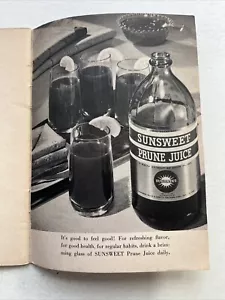 SUNSWEET
PRUNE JUICE
It's good to feel good! For refreshing flavor,
for good health, for regular habits, drink a brim-
ming glass of SUNSWEET Prune Juice daily.